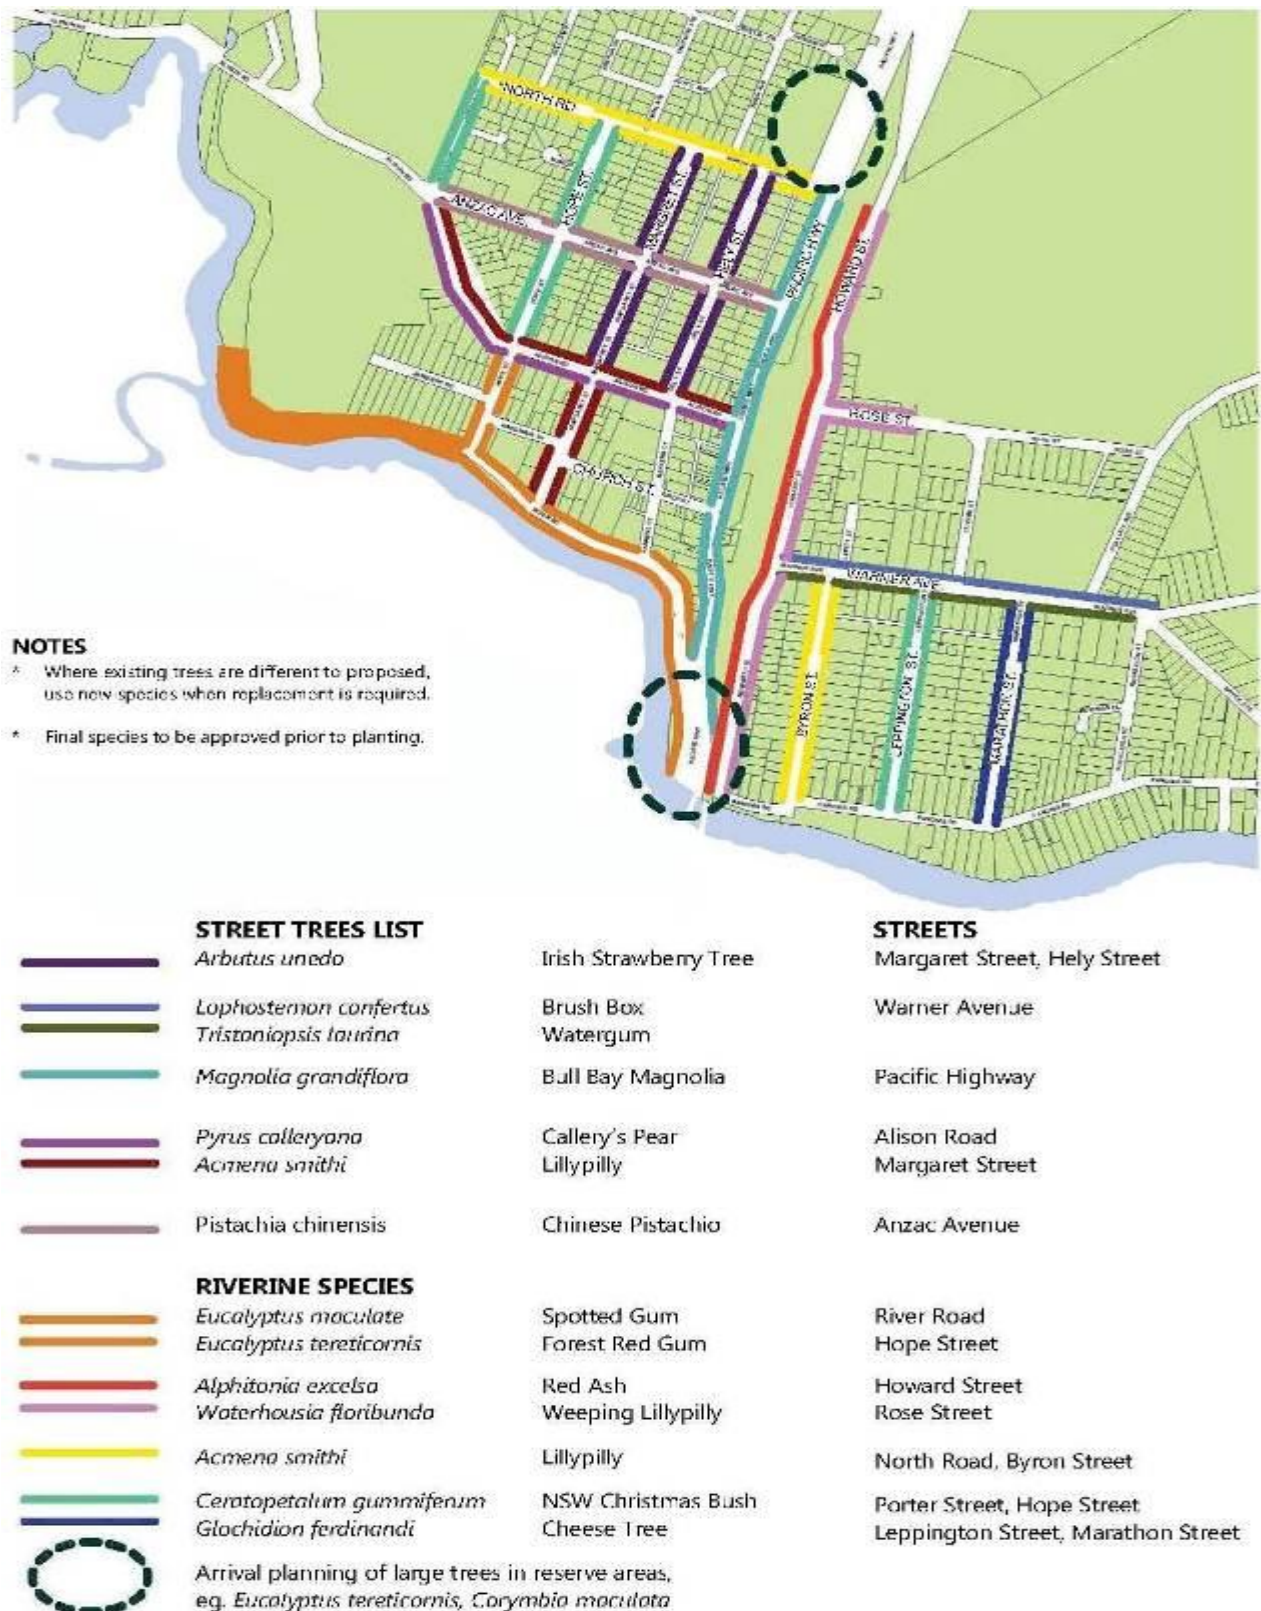 NORTH RD
ANZAC AVE.
HOPE ST.
MARGRET ST.
HELY ST.
PACIFIC HWY
HOWARD ST.
ROSE ST.
CHURCH ST.
WARNER AVE
BYRON ST.
LEPPINGTON ST.
MARATHON ST.
NOTES
* Where existing trees are different to proposed,
use new species when replacement is required.
* Final species to be approved prior to planting.
STREET TREES LIST STREETS
Arbutus unedo Irish Strawberry Tree Margaret Street, Hely Street
Lophostemon confertus Brush Box Warner Avenue
Tristaniopsis laurina Watergum
Magnolia grandiflora Bull Bay Magnolia Pacific Highway
Pyrus calleryana Callery's Pear Alison Road
Acmena smithi Lillypilly Margaret Street
Pistachia chinensis Chinese Pistachio Anzac Avenue
RIVERINE SPECIES
Eucalyptus maculate Spotted Gum River Road
Eucalyptus tereticornis Forest Red Gum Hope Street
Alphitonia excelsa Red Ash Howard Street
Waterhousia floribunda Weeping Lillypilly Rose Street
Acmena smithi Lillypilly North Road, Byron Street
Ceratopetalum gummiferum NSW Christmas Bush Porter Street, Hope Street
Glochidion ferdinandi Cheese Tree Leppington Street, Marathon Street
Arrival planning of large trees in reserve areas,
eg. Eucalyptus tereticornis, Corymbia maculata